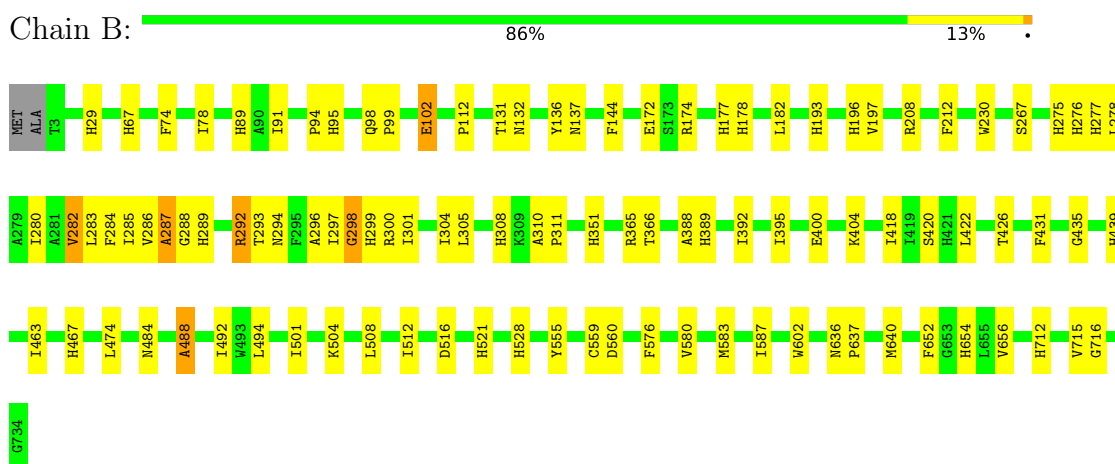 Chain B:
86% 13% •
MET ALA T3 H29 H67 F74 I78 H89 A90 I91 P94 H95 Q98 P99 E102 P112 T131 N132 Y136 N137 F144 E172 S173 R174 H177 H178 L182 H193 H196 V197 R208 F212 W230 S267 H275 H276 H277
A279 I280 A281 V282 L283 F284 I285 V286 A287 G288 H289 R292 T293 N294 F295 A296 I297 G298 H299 R300 I301 I304 L305 H308 K309 A310 P311 H351 R365 T366 A388 H389 I392 I395 E400 K404 I418 I419 S420 H421 L422 T426 F431 G435 H439
I463 H467 L474 N484 A488 I492 W493 L494 I501 K504 L508 I512 D516 H521 H528 Y555 C559 D560 F576 V580 M583 I587 W602 N636 P637 M640 F652 G653 H654 L655 V656 H712 V715 G716
G734